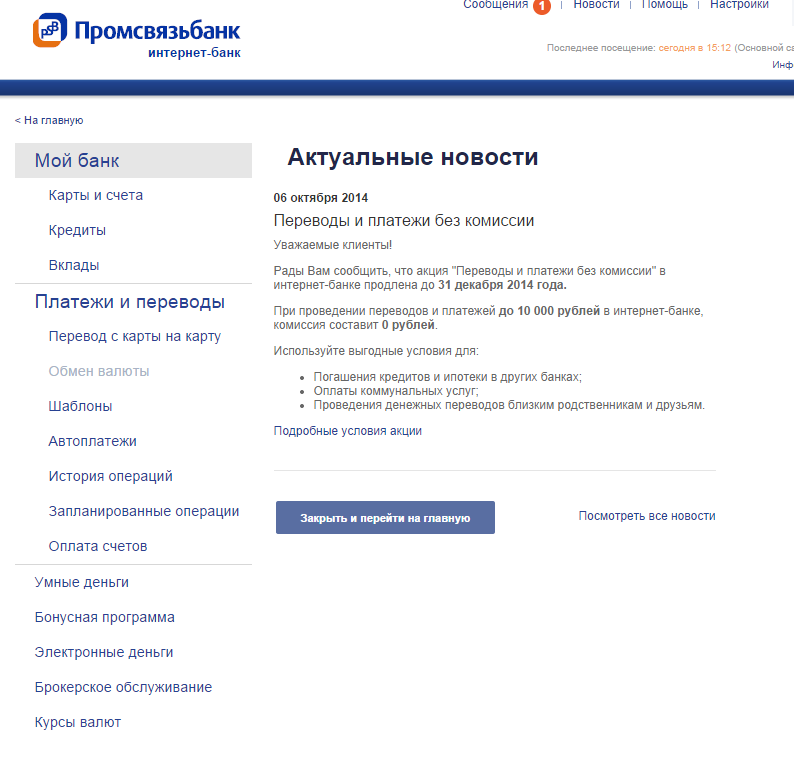 Сообщения 1 | Новости | Помощь | Настройки
PSB Промсвязьбанк
интернет-банк
Последнее посещение: сегодня в 15:12 (Основной
< На главную
Мой банк
Карты и счета
Кредиты
Вклады
Платежи и переводы
Перевод с карты на карту
Обмен валюты
Шаблоны
Автоплатежи
История операций
Запланированные операции
Оплата счетов
Умные деньги
Бонусная программа
Электронные деньги
Брокерское обслуживание
Курсы валют
Актуальные новости
06 октября 2014
Переводы и платежи без комиссии
Уважаемые клиенты!
Рады Вам сообщить, что акция "Переводы и платежи без комиссии" в
интернет-банке продлена до 31 декабря 2014 года.
При проведении переводов и платежей до 10 000 рублей в интернет-банке,
комиссия составит 0 рублей.
Используйте выгодные условия для:
• Погашения кредитов и ипотеки в других банках;
• Оплаты коммунальных услуг;
• Проведения денежных переводов близким родственникам и друзьям.
Подробные условия акции
Закрыть и перейти на главную
Посмотреть все новости